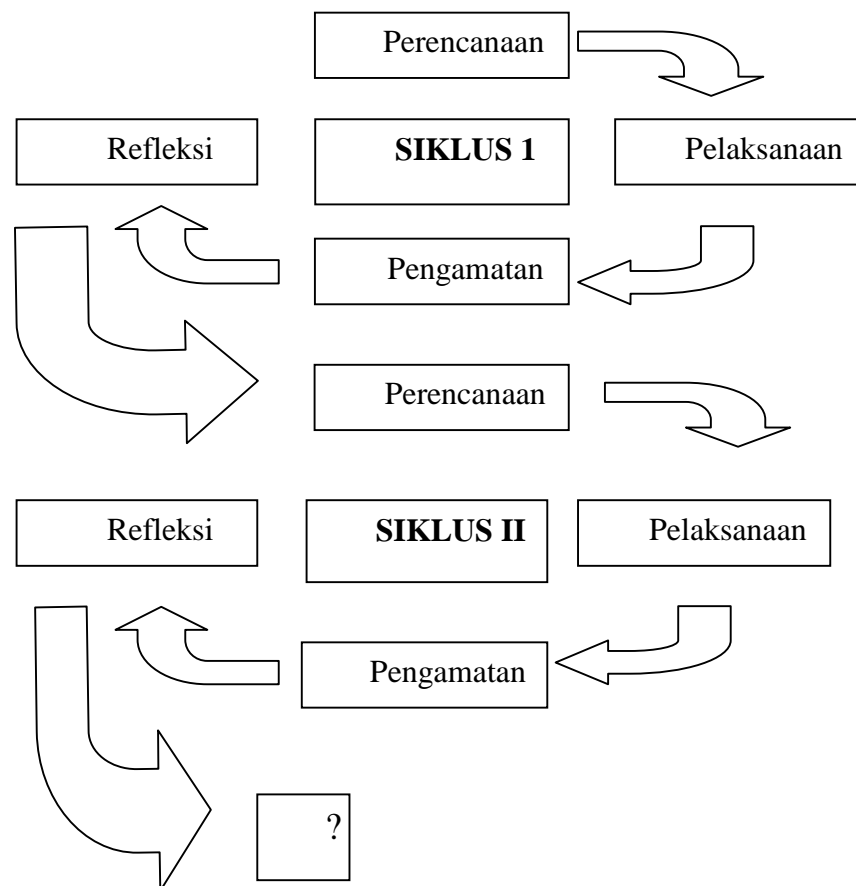 Perencanaan
Refleksi
SIKLUS 1
Pelaksanaan
Pengamatan
Perencanaan
Refleksi
SIKLUS II
Pelaksanaan
Pengamatan
?